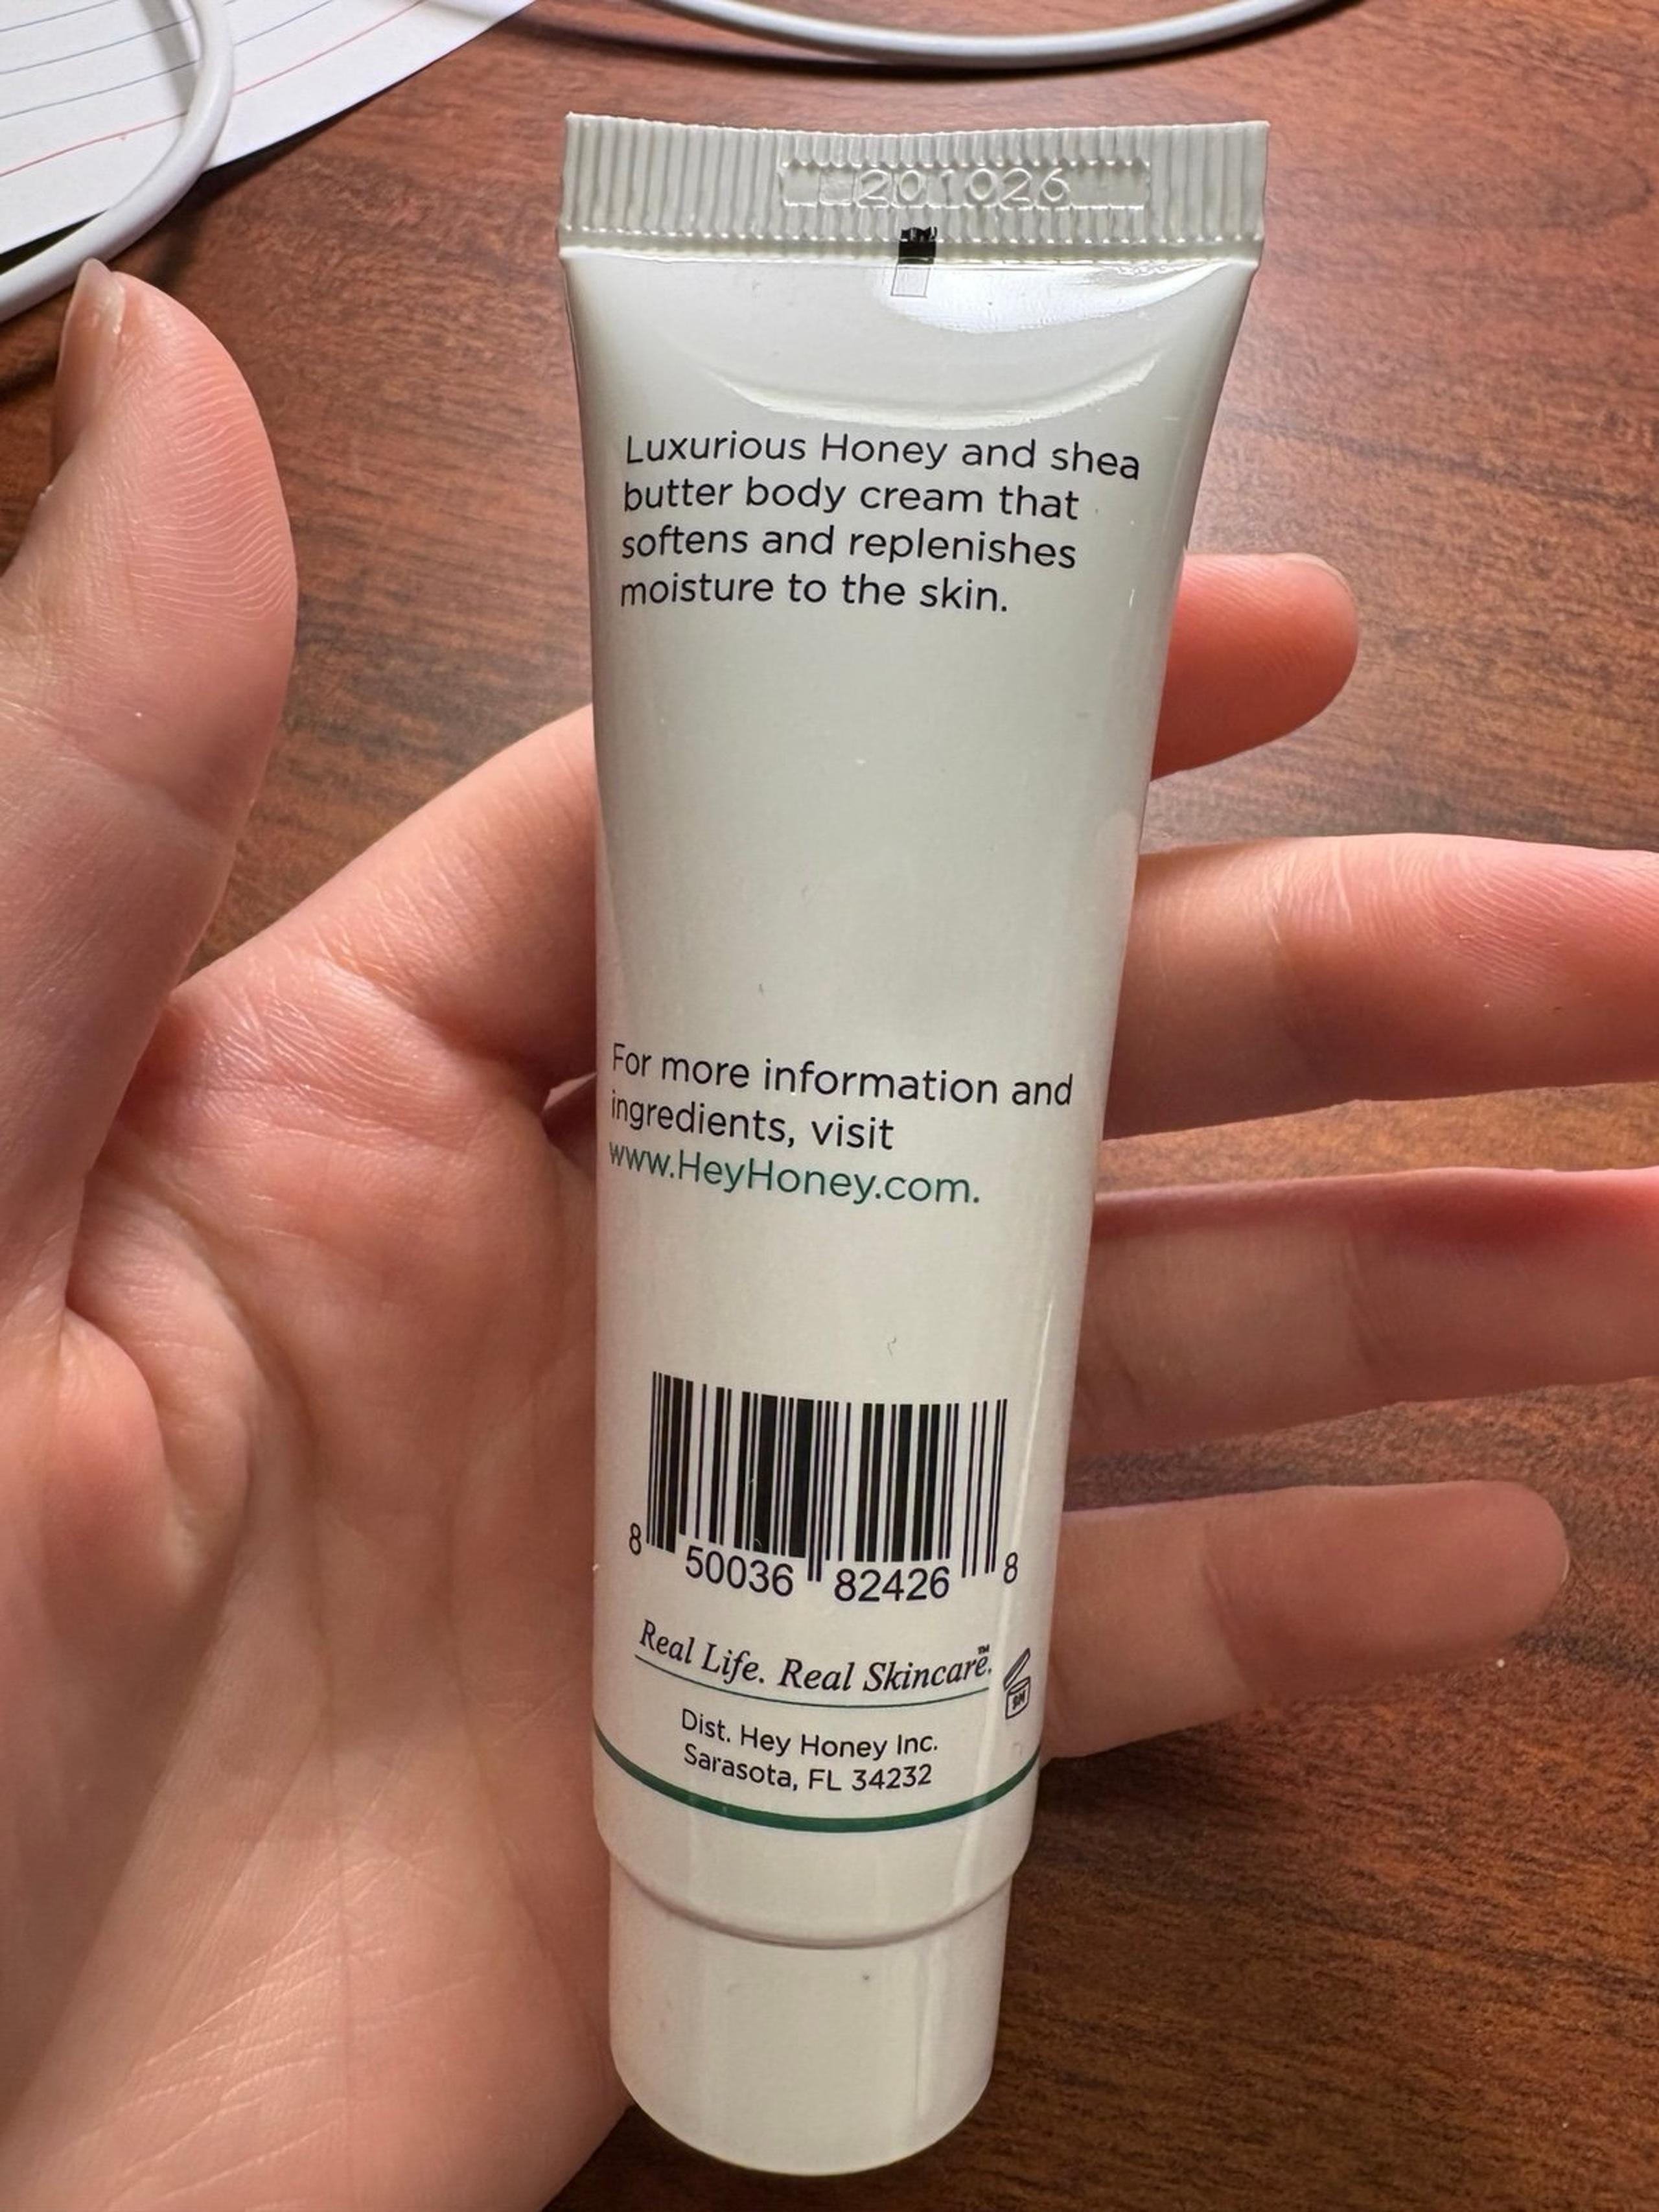 201026
Luxurious Honey and shea
butter body cream that
softens and replenishes
moisture to the skin.
For more information and
ingredients, visit
www.HeyHoney.com.
8 50036 82426 8
Real Life. Real Skincare.™
Dist. Hey Honey Inc.
Sarasota, FL 34232